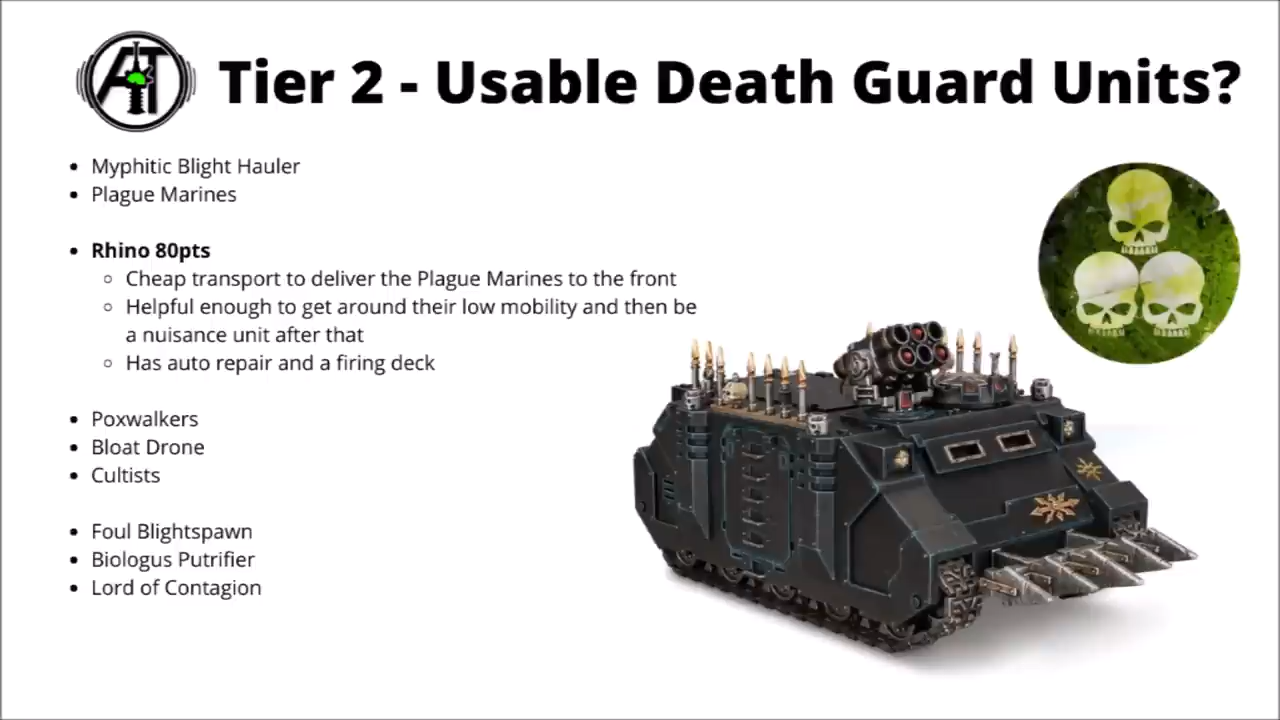 AT
Tier 2 - Usable Death Guard Units?
Myphitic Blight Hauler
Plague Marines
Rhino 80pts
Cheap transport to deliver the Plague Marines to the front
Helpful enough to get around their low mobility and then be
a nuisance unit after that
Has auto repair and a firing deck
Poxwalkers
Bloat Drone
Cultists
Foul Blightspawn
Biologus Putrifier
Lord of Contagion